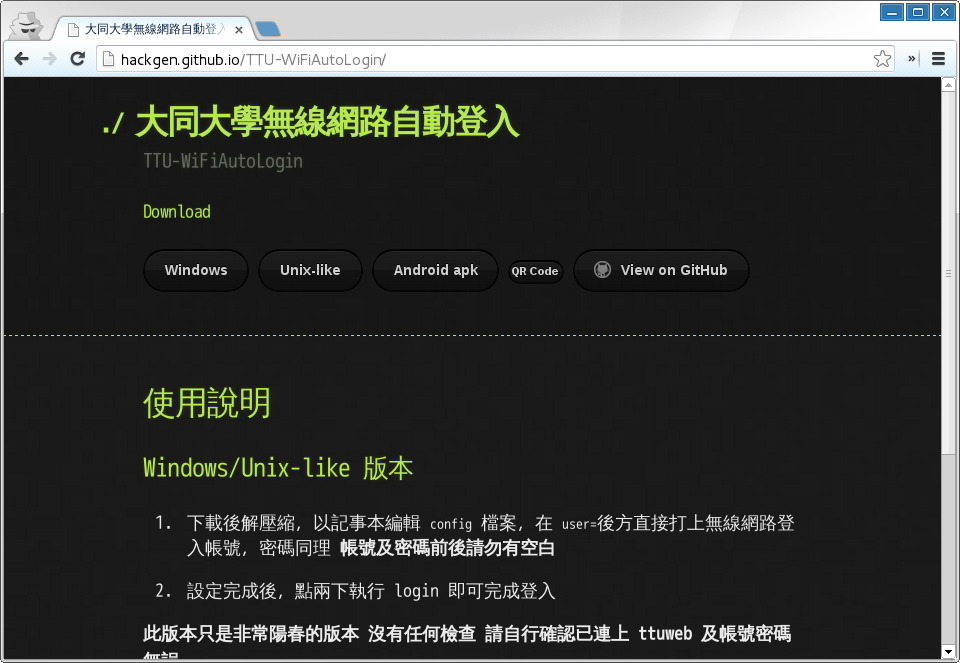 大同大學無線網路自動登入
hackgen.github.io/TTU-WiFiAutoLogin/
./ 大同大學無線網路自動登入
TTU-WiFiAutoLogin
Download
Windows Unix-like Android apk QR Code View on GitHub
使用說明
Windows/Unix-like 版本
1. 下載後解壓縮, 以記事本編輯 config 檔案, 在 user=後方直接打上無線網路登
入帳號, 密碼同理 帳號及密碼前後請勿有空白
2. 設定完成後, 點兩下執行 login 即可完成登入
此版本只是非常陽春的版本 沒有任何檢查 請自行確認已連上 ttuweb 及帳號密碼
無誤